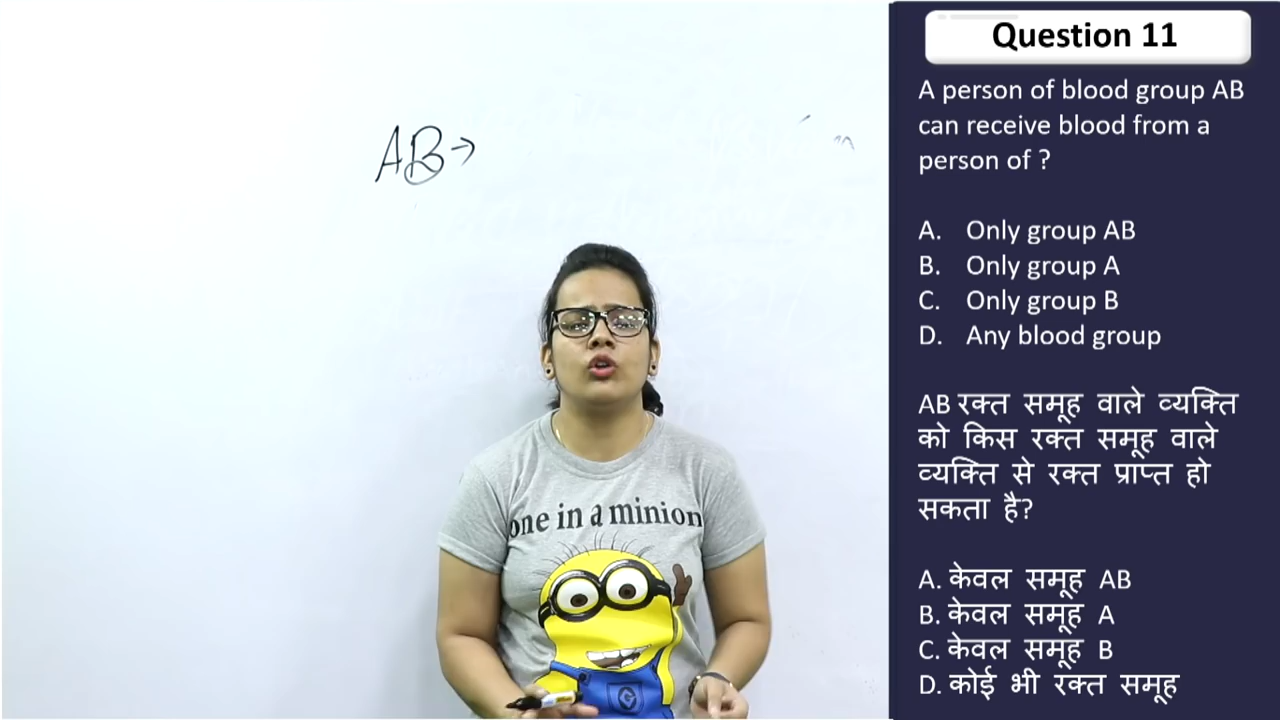 AB→
one in a minion
G
Question 11
A person of blood group AB
can receive blood from a
person of ?
A. Only group AB
B. Only group A
C. Only group B
D. Any blood group
AB रक्त समूह वाले व्यक्ति
को किस रक्त समूह वाले
व्यक्ति से रक्त प्राप्त हो
सकता है?
A. केवल समूह AB
B. केवल समूह A
C. केवल समूह B
D. कोई भी रक्त समूह